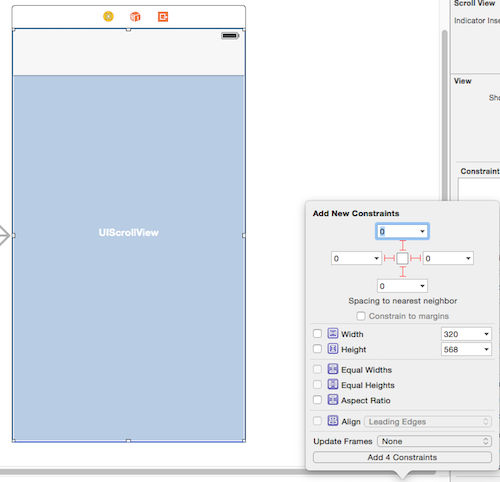 Scroll View
Indicator Inse
View
Sho
Constraint
UIScrollView
Add New Constraints
0
0
0
0
Spacing to nearest neighbor
Constrain to margins
Width
320
Height
568
Equal Widths
Equal Heights
Aspect Ratio
Align
Leading Edges
Update Frames
None
Add 4 Constraints